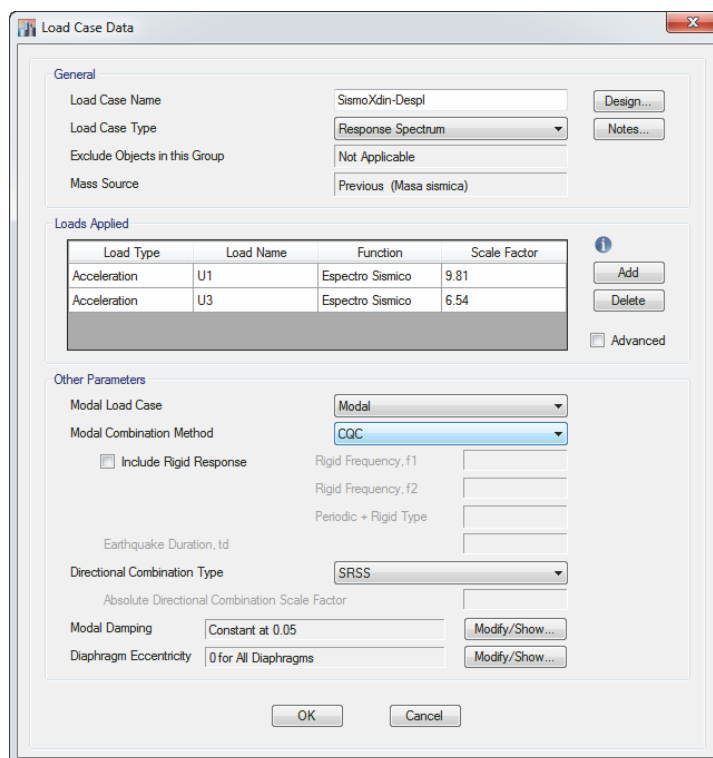 Load Case Data
General
Load Case Name SismoXdin-Despl Design...
Load Case Type Response Spectrum Notes...
Exclude Objects in this Group Not Applicable
Mass Source Previous (Masa sismica)
Loads Applied
Load Type Load Name Function Scale Factor
Acceleration U1 Espectro Sismico 9.81 Add
Acceleration U3 Espectro Sismico 6.54 Delete
Advanced
Other Parameters
Modal Load Case Modal
Modal Combination Method CQC
Include Rigid Response Rigid Frequency, f1
Rigid Frequency, f2
Periodic + Rigid Type
Earthquake Duration, td
Directional Combination Type SRSS
Absolute Directional Combination Scale Factor
Modal Damping Constant at 0.05 Modify/Show...
Diaphragm Eccentricity 0 for All Diaphragms Modify/Show...
OK Cancel